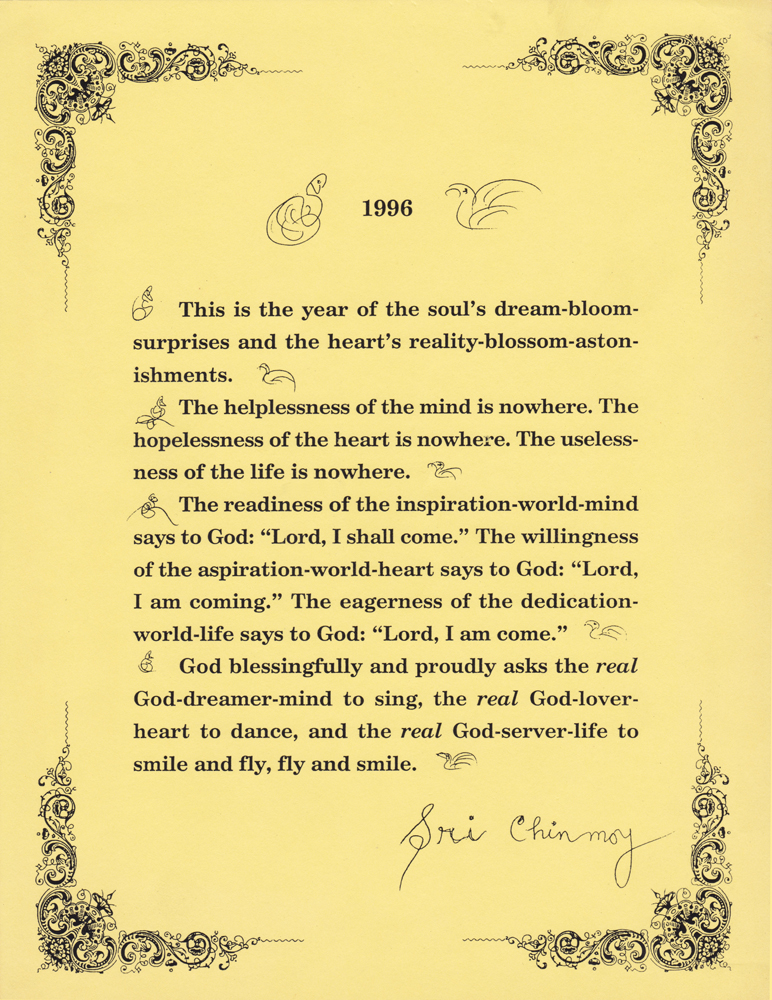 1996
This is the year of the soul's dream-bloom-
surprises and the heart's reality-blossom-aston-
ishments.
The helplessness of the mind is nowhere. The
hopelessness of the heart is nowhere. The useless-
ness of the life is nowhere.
The readiness of the inspiration-world-mind
says to God: “Lord, I shall come.” The willingness
of the aspiration-world-heart says to God: “Lord,
I am coming.” The eagerness of the dedication-
world-life says to God: “Lord, I am come.”
God blessingfully and proudly asks the real
God-dreamer-mind to sing, the real God-lover-
heart to dance, and the real God-server-life to
smile and fly, fly and smile.
Sri Chinmoy